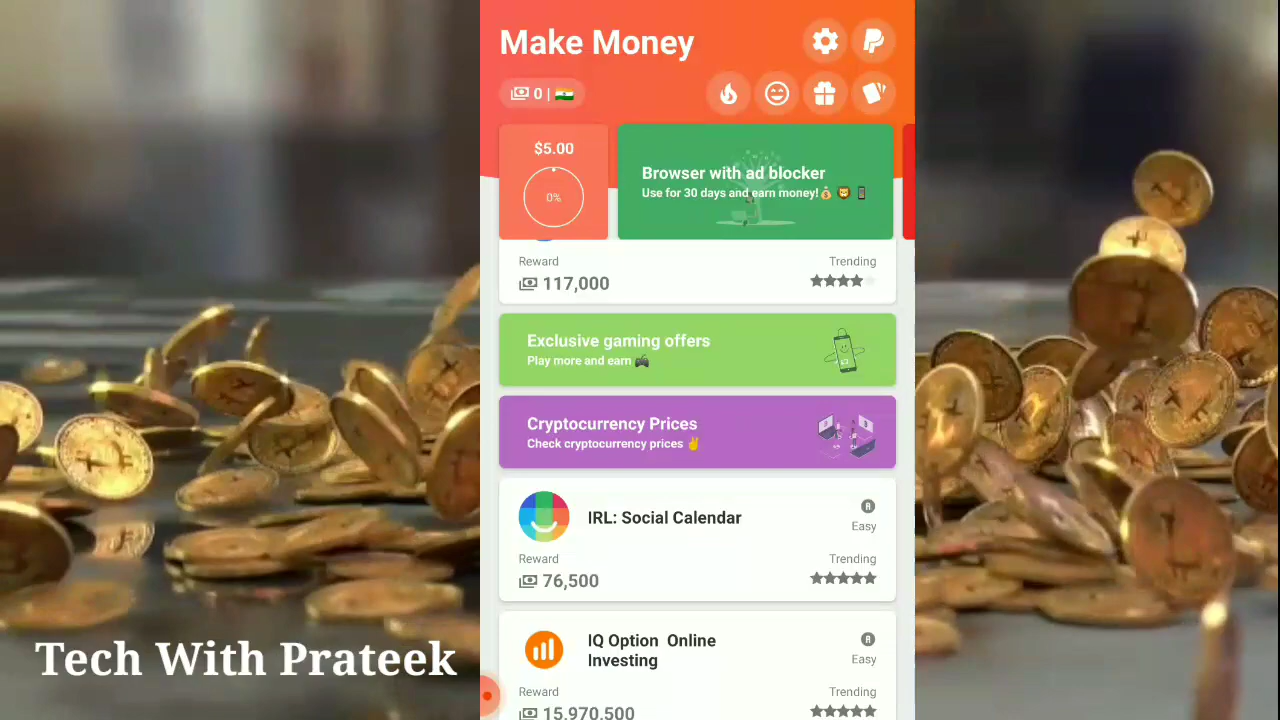 Make Money
0 |
$5.00
0%
Browser with ad blocker
Use for 30 days and earn money!
Reward
Trending
117,000
Exclusive gaming offers
Play more and earn
Cryptocurrency Prices
Check cryptocurrency prices
IRL: Social Calendar
Easy
Reward
Trending
76,500
IQ Option Online
Investing
Easy
Reward
Trending
15,970,500
Tech With Prateek